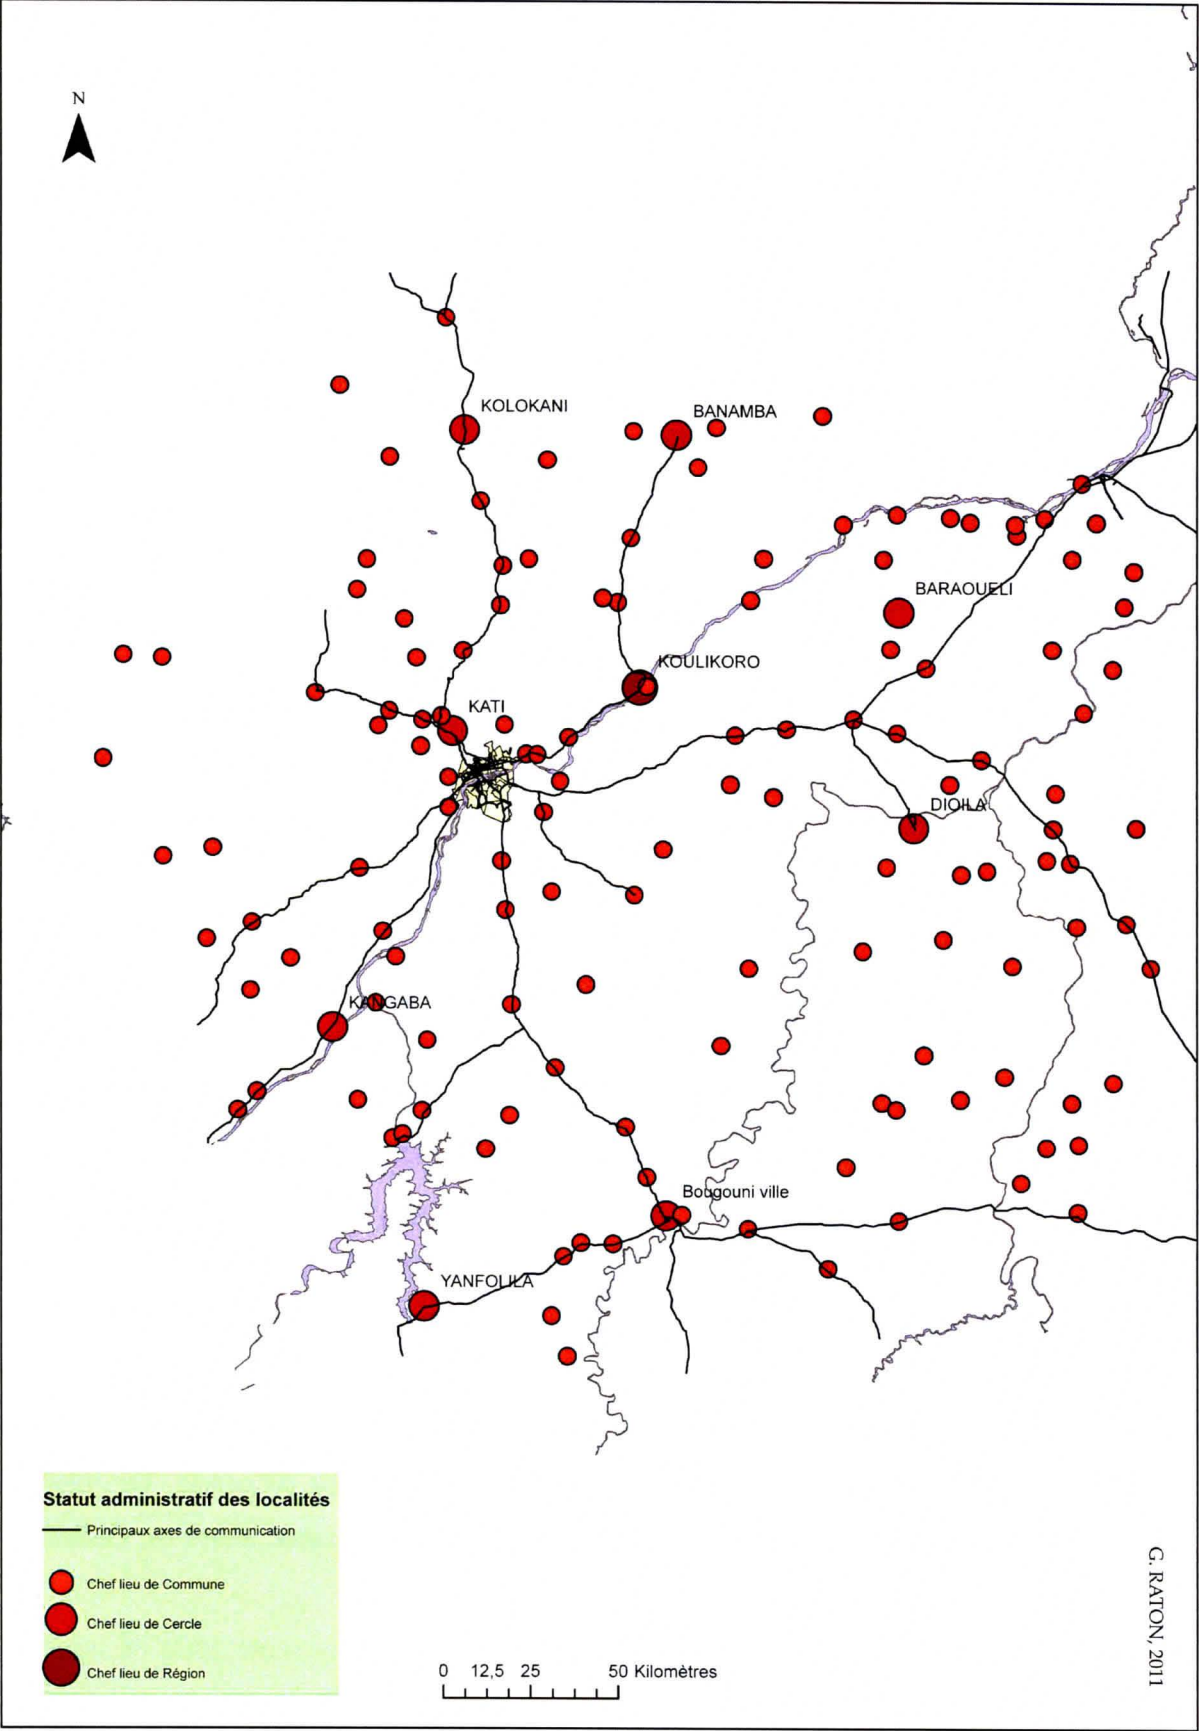 N
KOLOKANI
BANAMBA
BARAOUELI
KOULIKORO
KATI
DIOILA
KANGABA
Bougouni ville
YANFOLILA
Statut administratif des localités
Principaux axes de communication
Chef lieu de Commune
Chef lieu de Cercle
Chef lieu de Région
0 12,5 25 50 Kilomètres
G. RATON, 2011